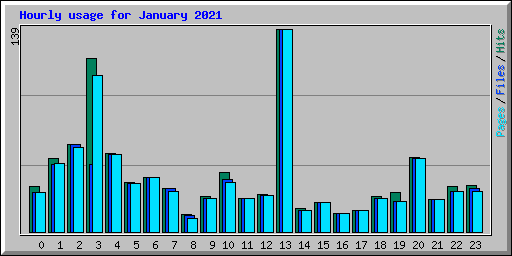 Hourly usage for January 2021
139
Pages/Files/Hits
0 1 2 3 4 5 6 7 8 9 10 11 12 13 14 15 16 17 18 19 20 21 22 23